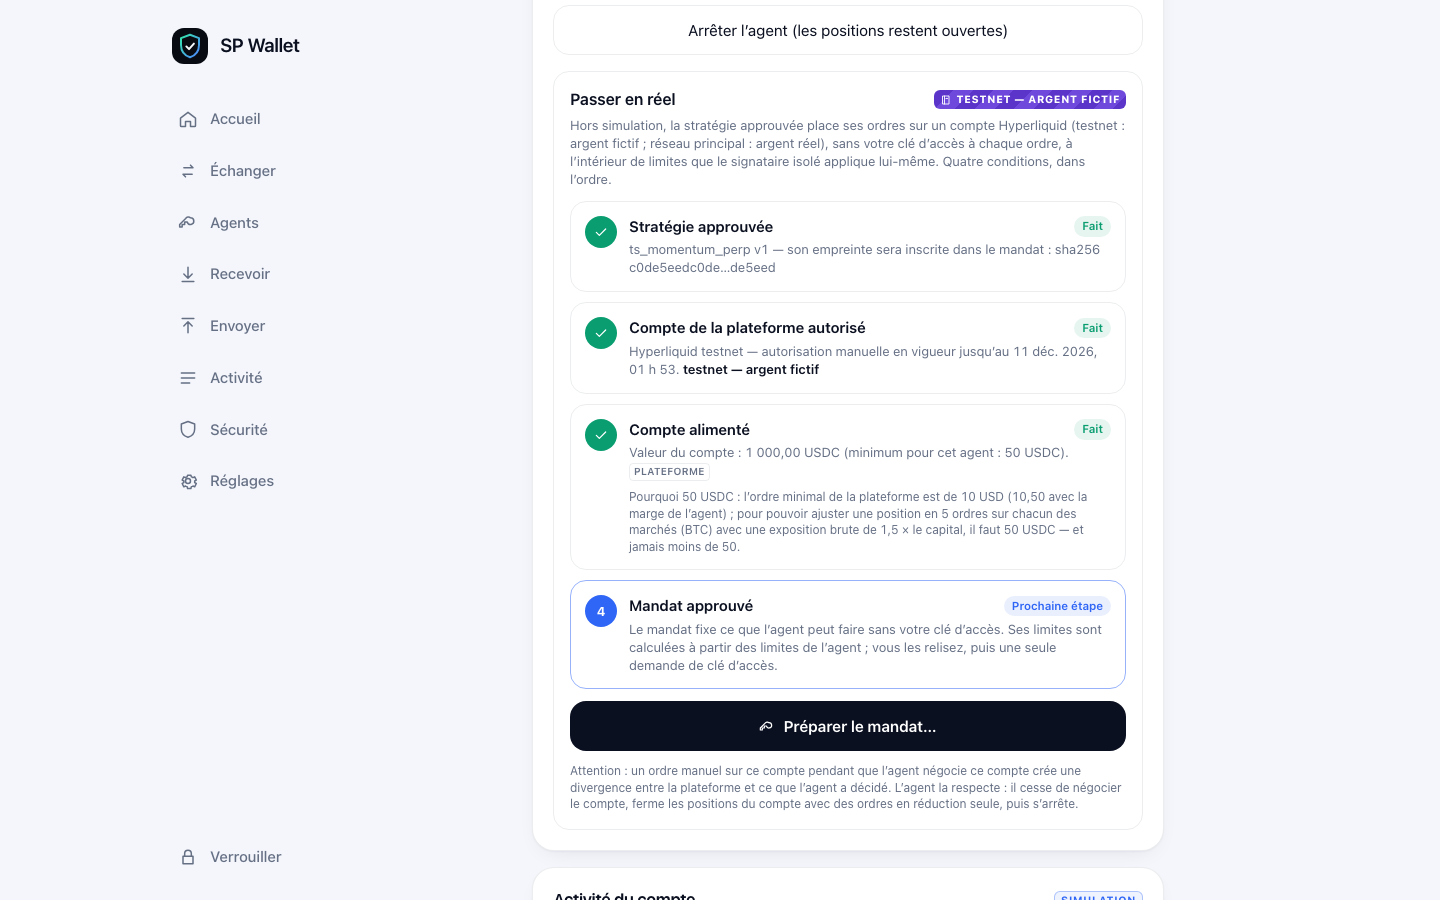 SP Wallet
Accueil
Échanger
Agents
Recevoir
Envoyer
Activité
Sécurité
Réglages
Verrouiller
Arrêter l’agent (les positions restent ouvertes)
Passer en réel
TESTNET — ARGENT FICTIF
Hors simulation, la stratégie approuvée place ses ordres sur un compte Hyperliquid (testnet :
argent fictif ; réseau principal : argent réel), sans votre clé d’accès à chaque ordre, à
l’intérieur de limites que le signataire isolé applique lui-même. Quatre conditions, dans
l’ordre.
Stratégie approuvée
Fait
ts_momentum_perp v1 — son empreinte sera inscrite dans le mandat : sha256
c0de5eedc0de…de5eed
Compte de la plateforme autorisé
Fait
Hyperliquid testnet — autorisation manuelle en vigueur jusqu’au 11 déc. 2026,
01 h 53. testnet — argent fictif
Compte alimenté
Fait
Valeur du compte : 1 000,00 USDC (minimum pour cet agent : 50 USDC).
PLATEFORME
Pourquoi 50 USDC : l’ordre minimal de la plateforme est de 10 USD (10,50 avec la
marge de l’agent) ; pour pouvoir ajuster une position en 5 ordres sur chacun des
marchés (BTC) avec une exposition brute de 1,5 × le capital, il faut 50 USDC — et
jamais moins de 50.
4
Mandat approuvé
Prochaine étape
Le mandat fixe ce que l’agent peut faire sans votre clé d’accès. Ses limites sont
calculées à partir des limites de l’agent ; vous les relisez, puis une seule
demande de clé d’accès.
Préparer le mandat…
Attention : un ordre manuel sur ce compte pendant que l’agent négocie ce compte crée une
divergence entre la plateforme et ce que l’agent a décidé. L’agent la respecte : il cesse de négocier
le compte, ferme les positions du compte avec des ordres en réduction seule, puis s’arrête.
Activité du compte
SIMULATION